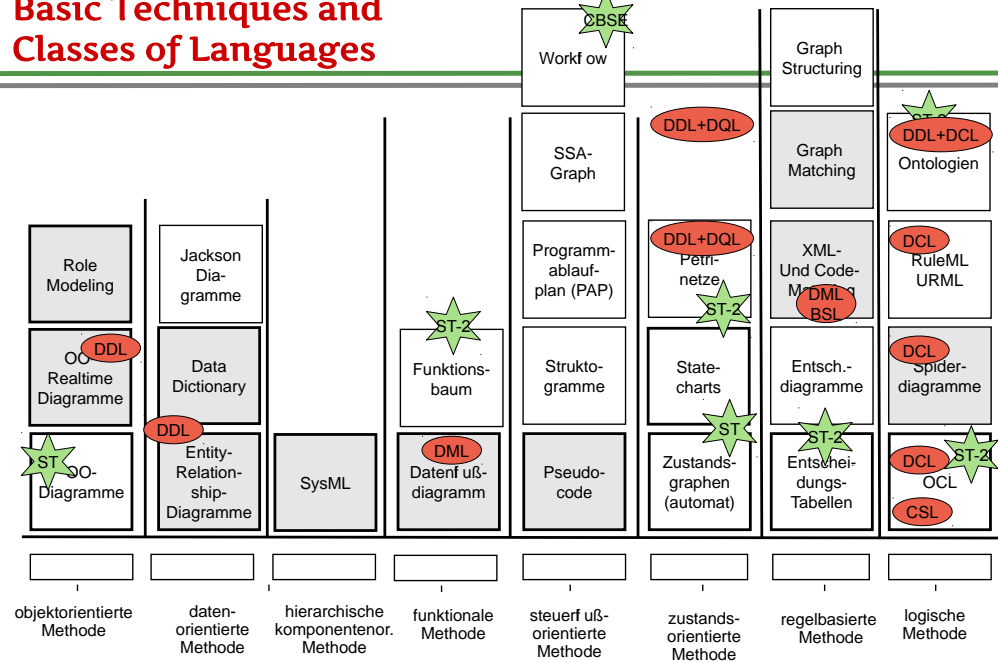 Basic Techniques and
Classes of Languages
CBSE
Workf ow
Graph
Structuring
DDL+DQL
SSA-
Graph
Graph
Matching
DDL+DCL
Ontologien
Role
Modeling
Jackson
Dia-
gramme
Programm-
ablauf-
plan (PAP)
DDL+DQL
Petri-
netze
ST-2
XML-
Und Code-
DML
BSL
DCL
RuleML
URML
DDL
OO
Realtime
Diagramme
Data
Dictionary
ST-2
Funktions-
baum
Strukto-
gramme
State-
charts
Entsch.-
diagramme
DCL
Spider-
diagramme
ST
OO-
Diagramme
DDL
Entity-
Relation-
ship-
Diagramme
SysML
DML
Datenf uß-
diagramm
Pseudo-
code
ST
Zustands-
graphen
(automat)
ST-2
Entschei-
dungs-
Tabellen
DCL
ST-2
OCL
CSL
objektorientierte
Methode
daten-
orientierte
Methode
hierarchische
komponentenor.
Methode
funktionale
Methode
steuerf uß-
orientierte
Methode
zustands-
orientierte
Methode
regelbasierte
Methode
logische
Methode